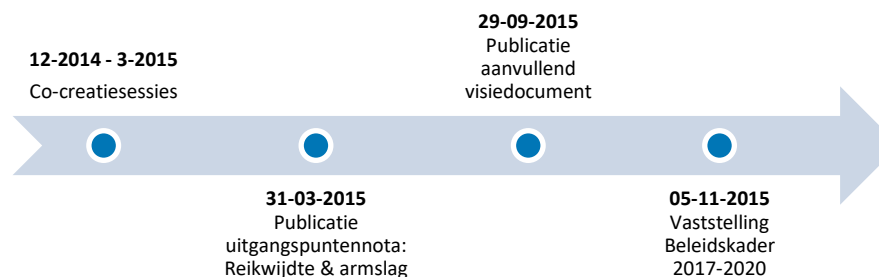 12-2014 - 3-2015
Co-creatiesessies
31-03-2015
Publicatie
uitgangspuntennota:
Reikwijdte & armslag
29-09-2015
Publicatie
aanvullend
visiedocument
05-11-2015
Vaststelling
Beleidskader
2017-2020